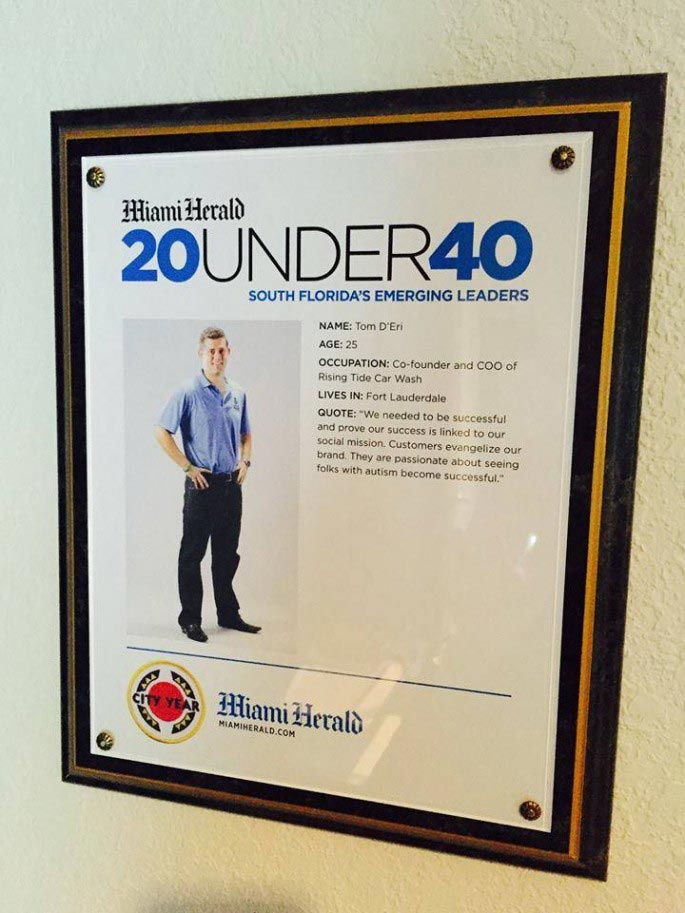 Miami Herald
20UNDER40
SOUTH FLORIDA'S EMERGING LEADERS
NAME: Tom D'Eri
AGE: 25
OCCUPATION: Co-founder and COO of
Rising Tide Car Wash
LIVES IN: Fort Lauderdale
QUOTE: "We needed to be successful
and prove our success is linked to our
social mission. Customers evangelize our
brand. They are passionate about seeing
folks with autism become successful."
CITY YEAR
Miami Herald
MIAMIHERALD.COM